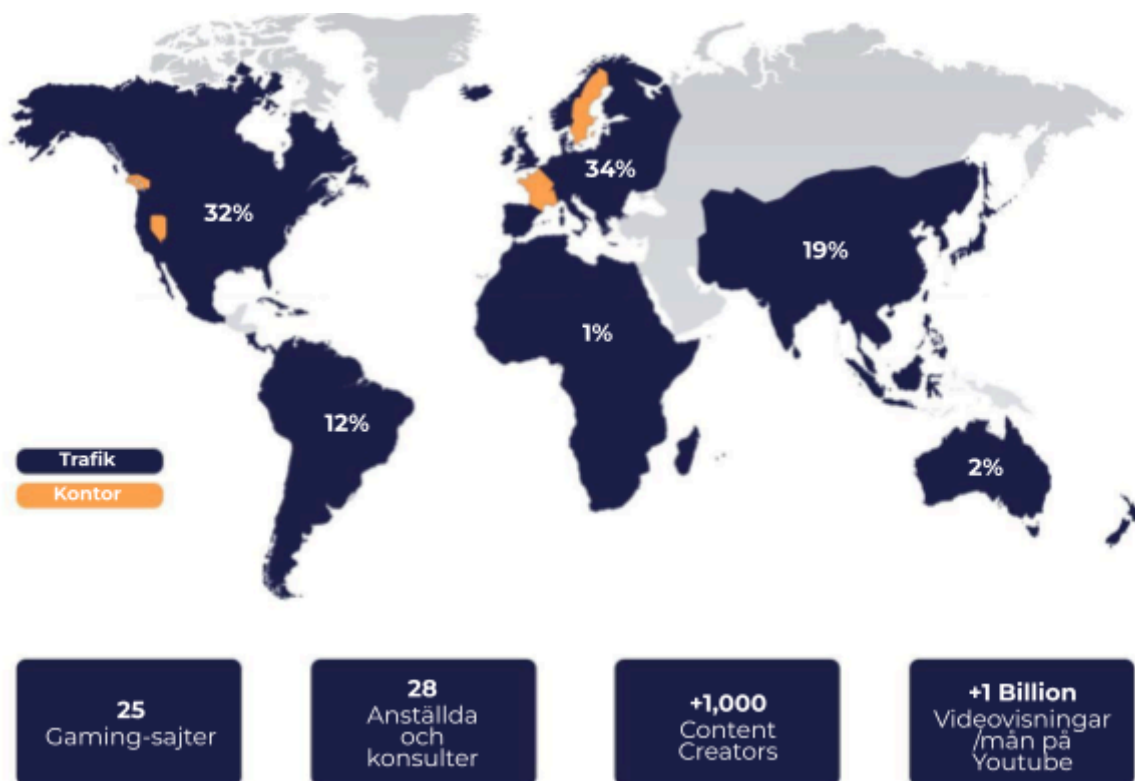 34%
32%
19%
1%
12%
2%
Trafik
Kontor
25
Gaming-sajter
28
Anställda
och
konsulter
+1,000
Content
Creators
+1 Billion
Videovisningar
/mån på
Youtube